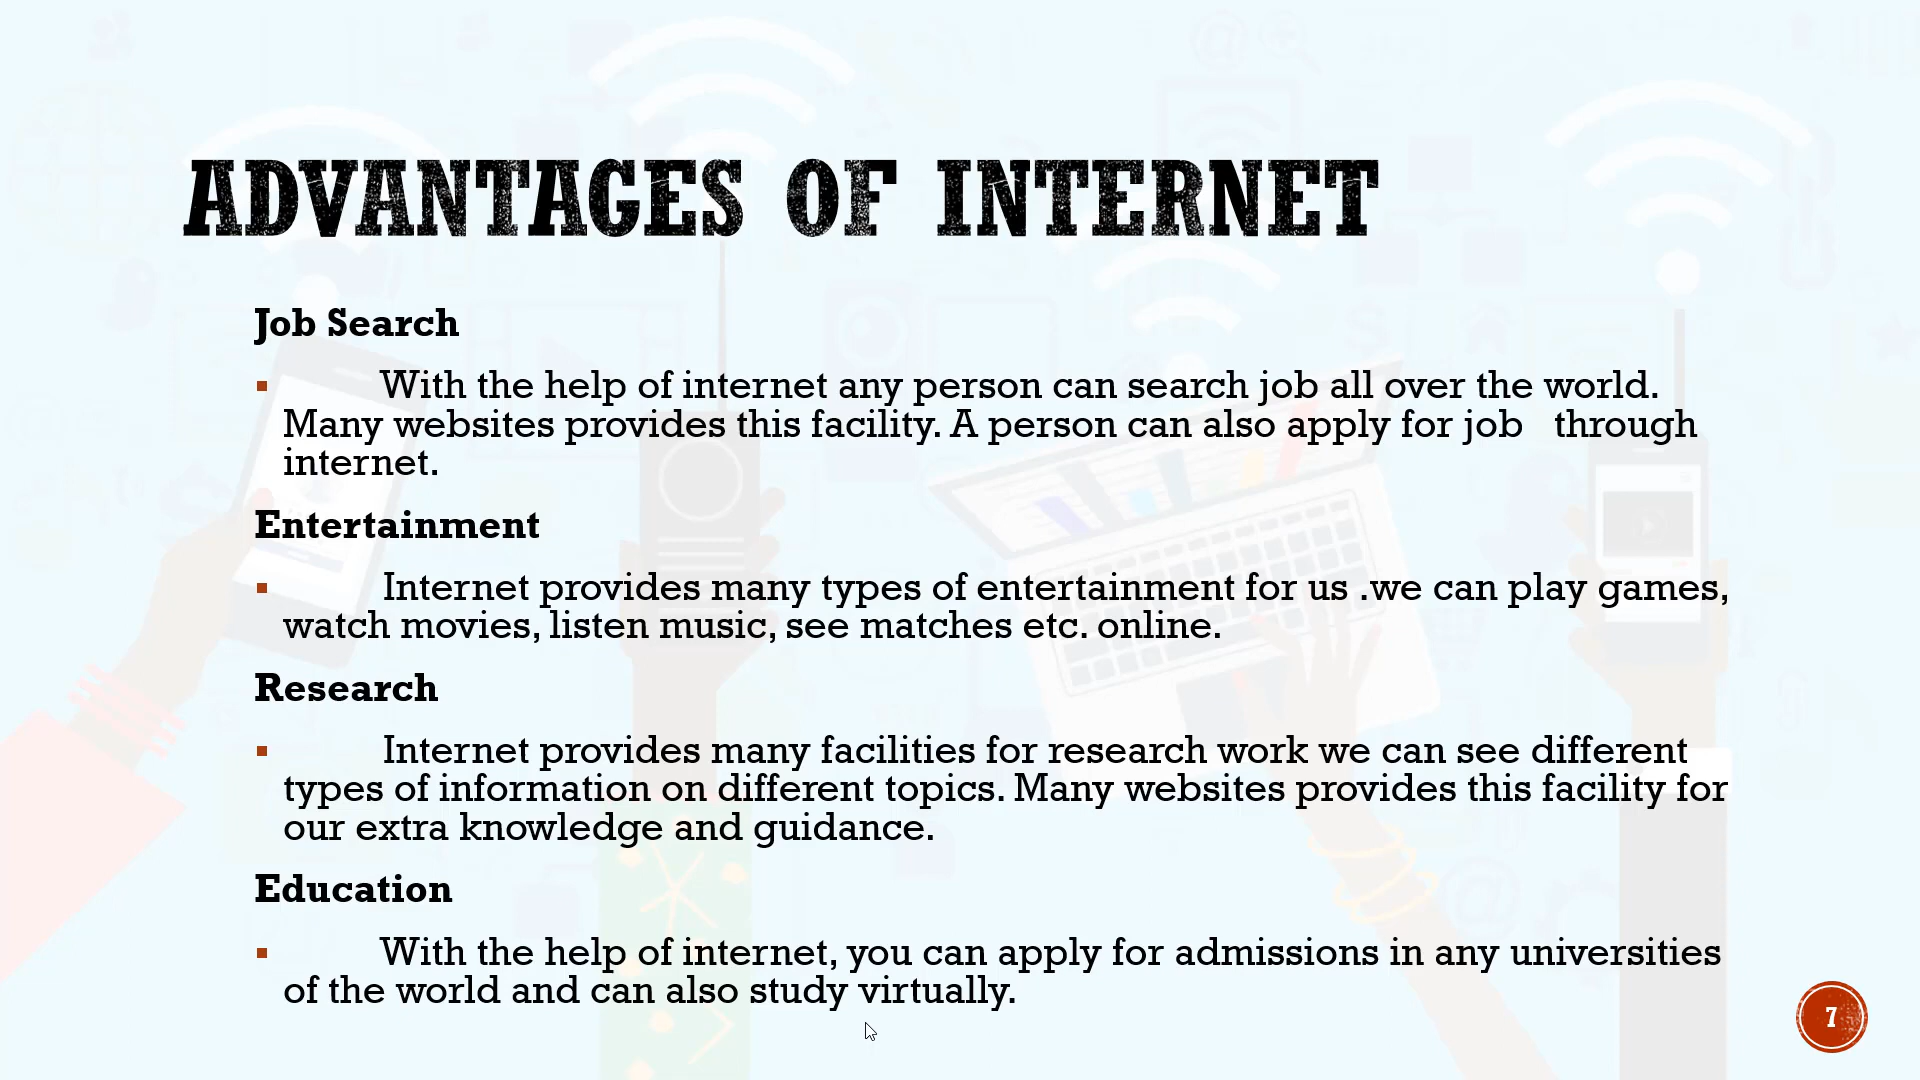 ADVANTAGES OF INTERNET
Job Search
▪ With the help of internet any person can search job all over the world.
Many websites provides this facility. A person can also apply for job through
internet.
Entertainment
▪ Internet provides many types of entertainment for us .we can play games,
watch movies, listen music, see matches etc. online.
Research
▪ Internet provides many facilities for research work we can see different
types of information on different topics. Many websites provides this facility for
our extra knowledge and guidance.
Education
▪ With the help of internet, you can apply for admissions in any universities
of the world and can also study virtually.
7